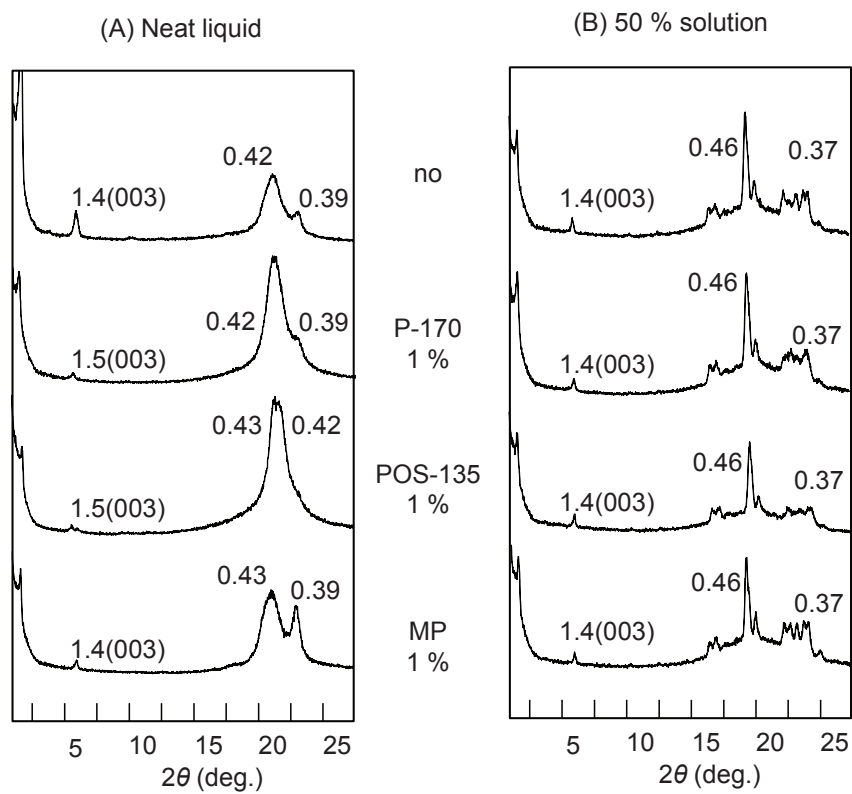 (A) Neat liquid
(B) 50 % solution
0.42
1.4(003)
0.39
no
0.46
0.37
1.4(003)
0.42
0.39
1.5(003)
P-170
1 %
0.46
0.37
1.4(003)
0.43
0.42
1.5(003)
POS-135
1 %
0.46
0.37
1.4(003)
0.43
0.39
1.4(003)
MP
1 %
0.46
0.37
1.4(003)
5 10 15 20 25
2θ (deg.)
5 10 15 20 25
2θ (deg.)